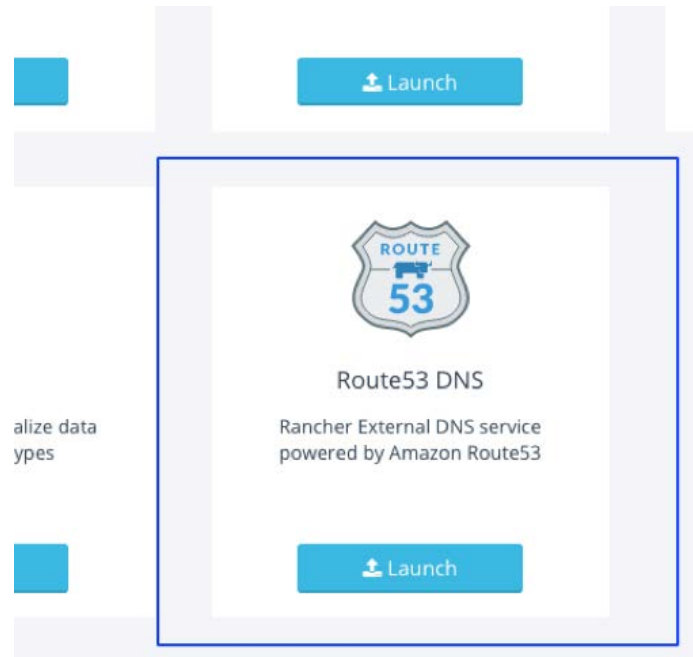 Launch
ROUTE
53
Route53 DNS
alize data
ypes
Rancher External DNS service
powered by Amazon Route53
Launch